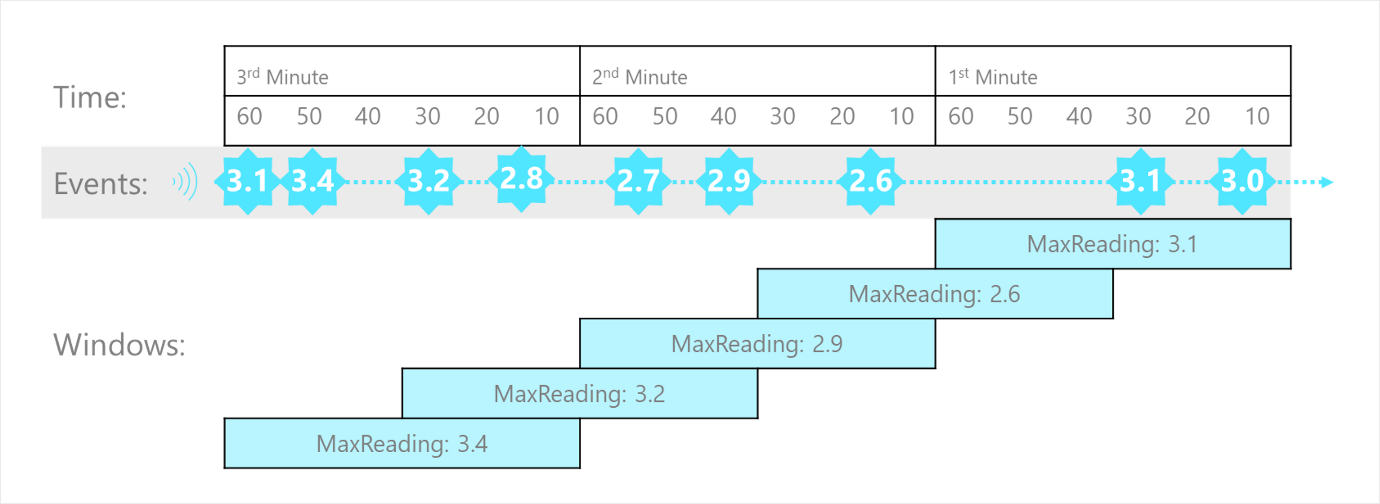 Time:
3rd Minute 2nd Minute 1st Minute
60 50 40 30 20 10 60 50 40 30 20 10 60 50 40 30 20 10
Events: 3.1 3.4 3.2 2.8 2.7 2.9 2.6 3.1 3.0
MaxReading: 3.1
MaxReading: 2.6
Windows:
MaxReading: 2.9
MaxReading: 3.2
MaxReading: 3.4